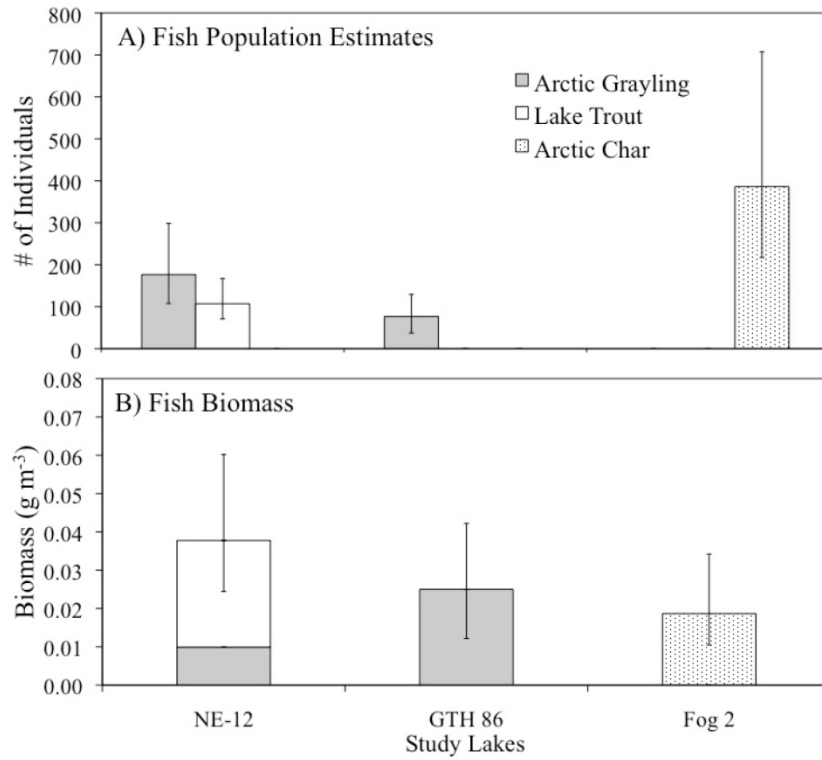 A) Fish Population Estimates
Arctic Grayling
Lake Trout
Arctic Char
# of Individuals
800
700
600
500
400
300
200
100
0
B) Fish Biomass
Biomass (g m⁻³)
0.08
0.07
0.06
0.05
0.04
0.03
0.02
0.01
0.00
NE-12 GTH 86 Fog 2
Study Lakes